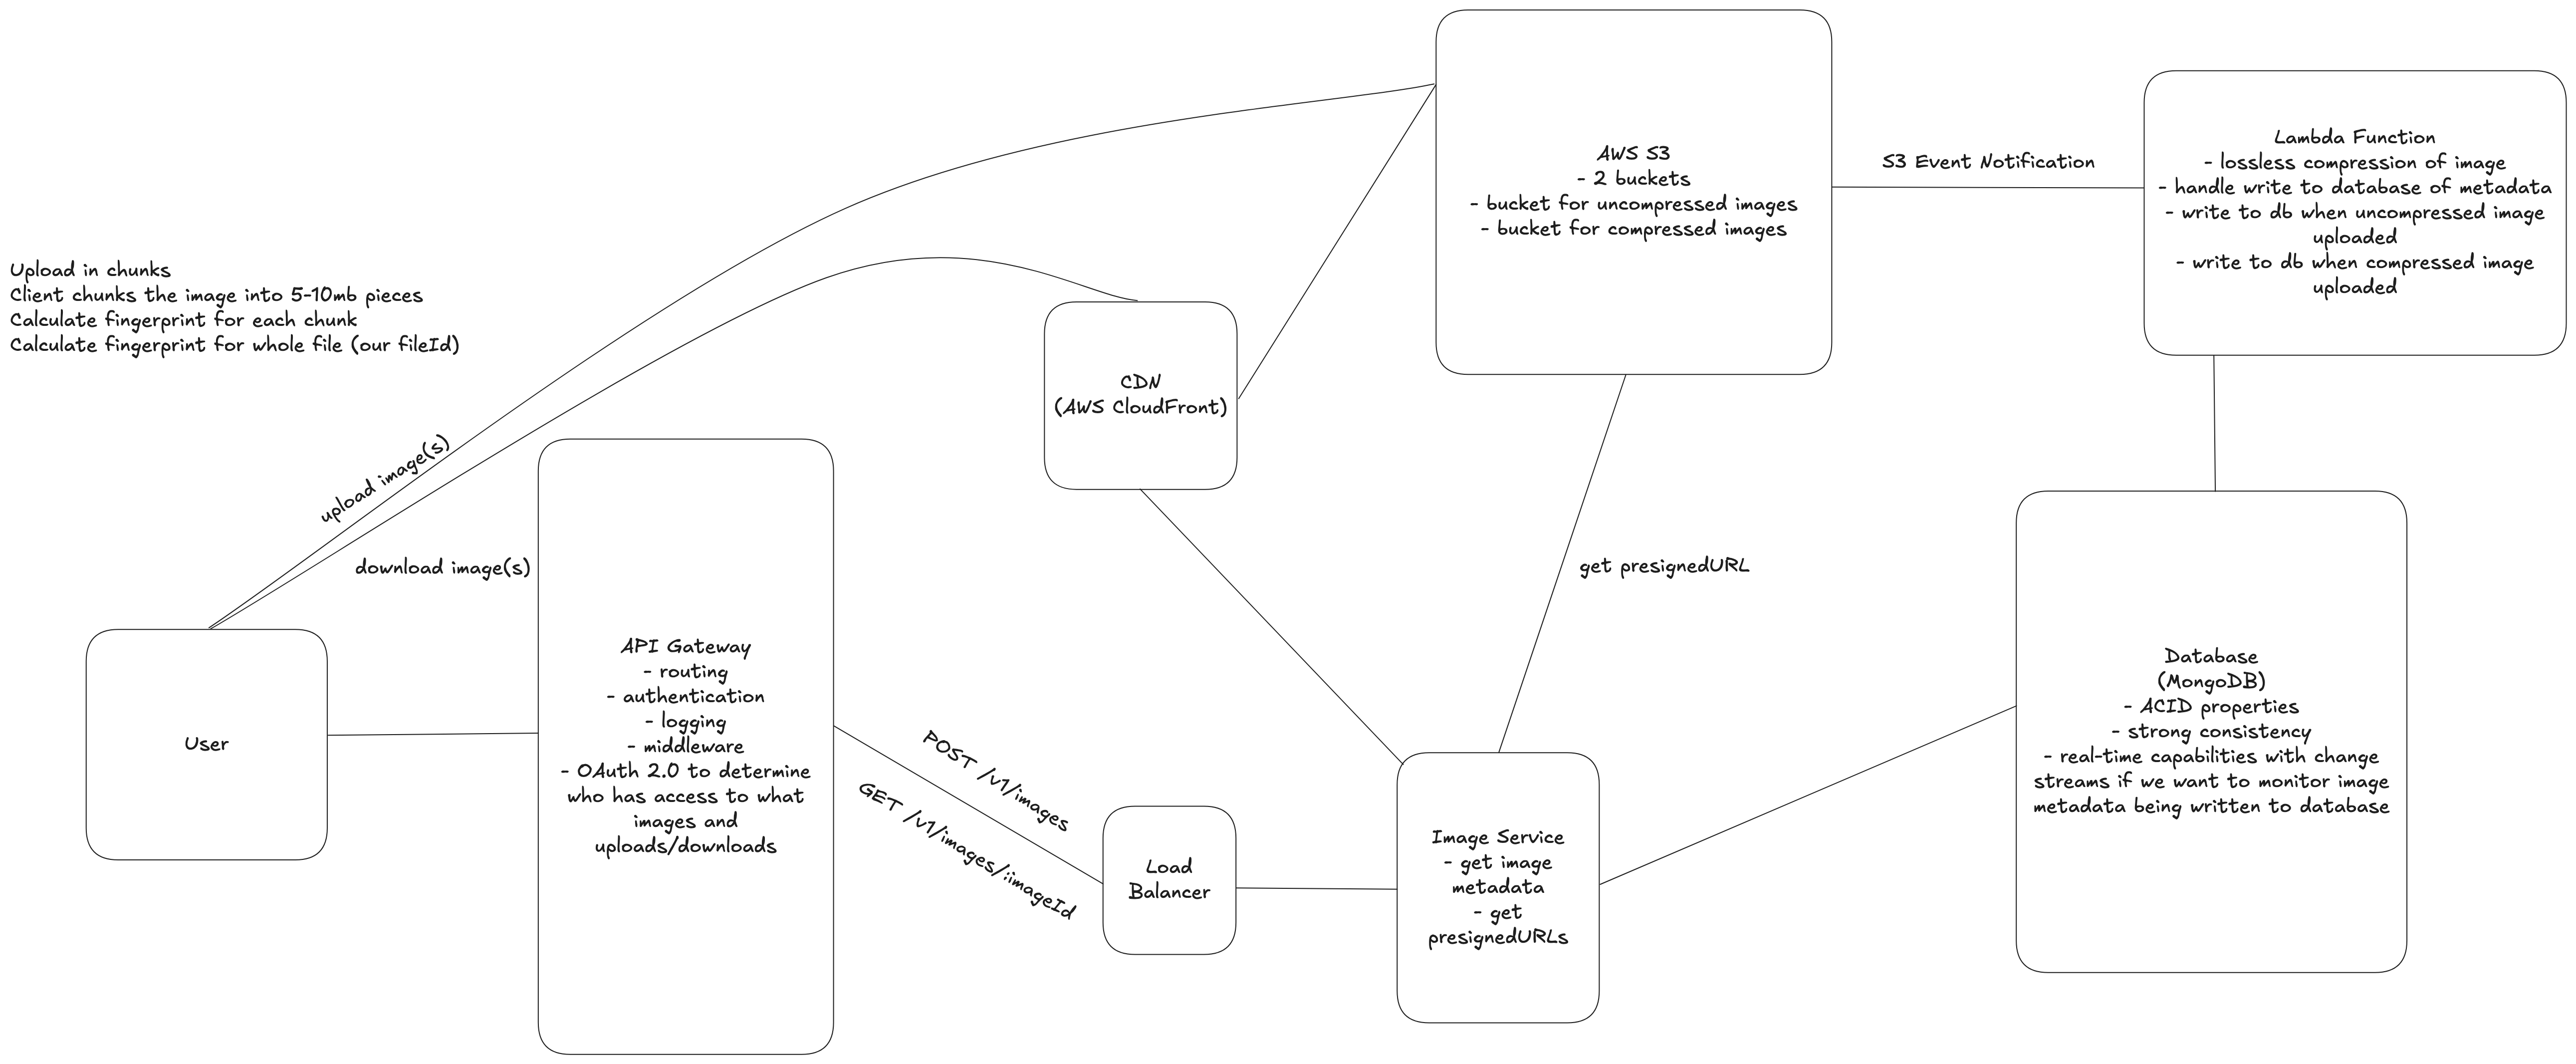 AWS S3
- 2 buckets
- bucket for uncompressed images
- bucket for compressed images
S3 Event Notification
Lambda Function
- lossless compression of image
- handle write to database of metadata
- write to db when uncompressed image
uploaded
- write to db when compressed image
uploaded
Upload in chunks
Client chunks the image into 5-10mb pieces
Calculate fingerprint for each chunk
Calculate fingerprint for whole file (our fileId)
CDN
(AWS CloudFront)
upload image(s)
download image(s)
get presignedURL
User
API Gateway
- routing
- authentication
- logging
- middleware
- OAuth 2.0 to determine
who has access to what
images and
uploads/downloads
POST /v1/images
GET /v1/images/:imageId
Load
Balancer
Image Service
- get image
metadata
- get
presignedURLs
Database
(MongoDB)
- ACID properties
- strong consistency
- real-time capabilities with change
streams if we want to monitor image
metadata being written to database